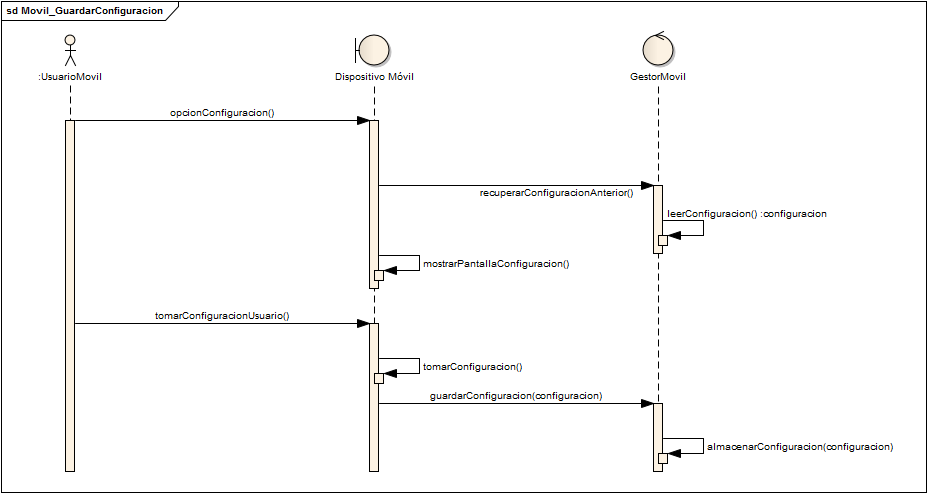 sd Movil_GuardarConfiguracion
:UsuarioMovil
Dispositivo Móvil
GestorMovil
opcionConfiguracion()
recuperarConfiguracionAnterior()
leerConfiguracion() :configuracion
mostrarPantallaConfiguracion()
tomarConfiguracionUsuario()
tomarConfiguracion()
guardarConfiguracion(configuracion)
almacenarConfiguracion(configuracion)